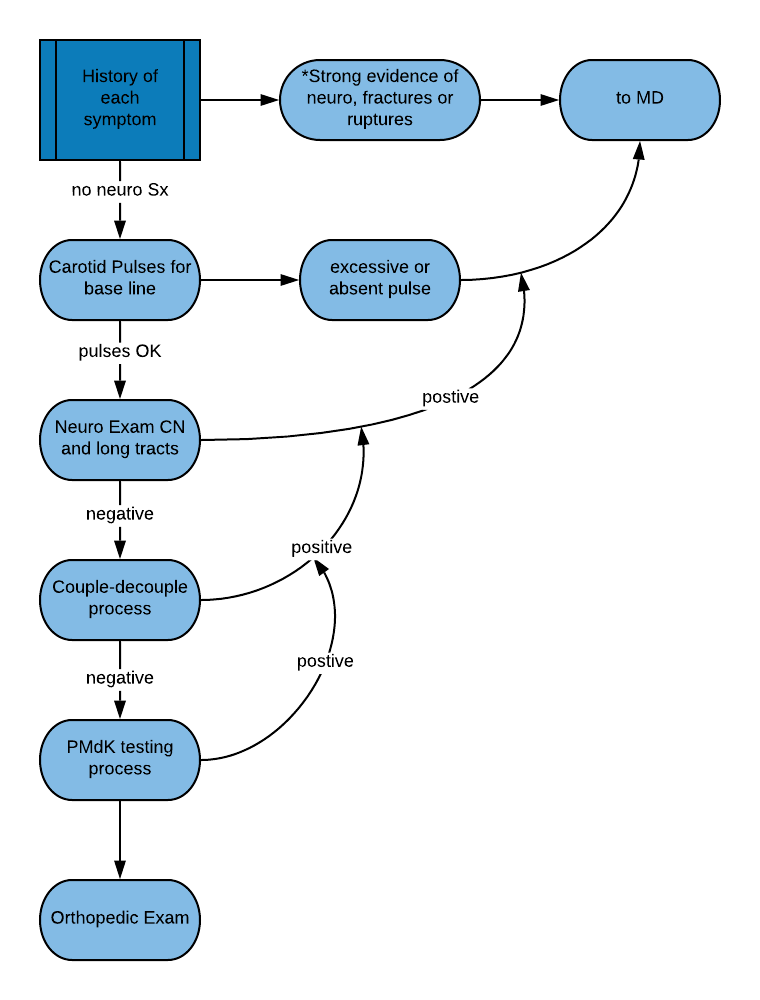 History of
each
symptom
*Strong evidence of
neuro, fractures or
ruptures
to MD
no neuro Sx
Carotid Pulses for
base line
excessive or
absent pulse
pulses OK
postive
Neuro Exam CN
and long tracts
negative
positive
Couple-decouple
process
postive
negative
PMdK testing
process
Orthopedic Exam